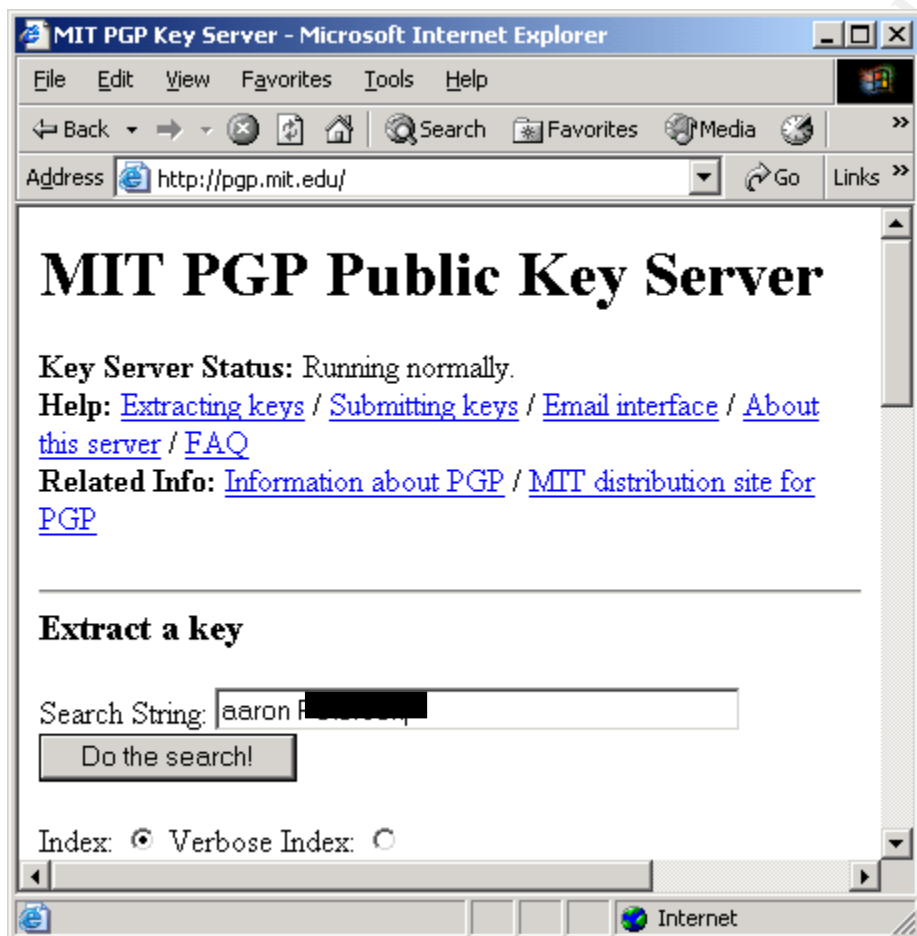 MIT PGP Key Server - Microsoft Internet Explorer
File Edit View Favorites Tools Help
Back Search Favorites Media »
Address http://pgp.mit.edu/ Go Links »
MIT PGP Public Key Server
Key Server Status: Running normally.
Help: Extracting keys / Submitting keys / Email interface / About
this server / FAQ
Related Info: Information about PGP / MIT distribution site for
PGP
Extract a key
Search String: aaron
Do the search!
Index: Verbose Index:
Internet